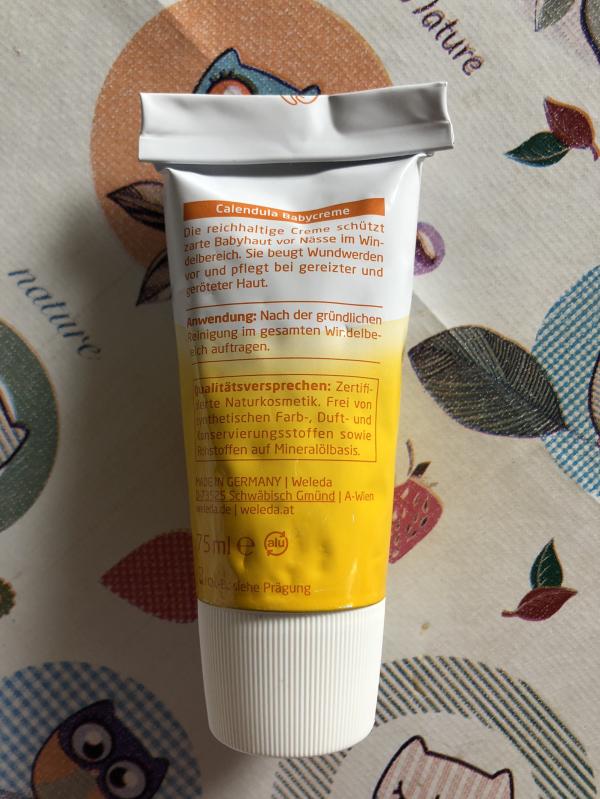 Nature
nature
Calendula Babycreme
Die reichhaltige Creme schützt
zarte Babyhaut vor Nässe im Win-
delbereich. Sie beugt Wundwerden
vor und pflegt bei gereizter und
geröteter Haut.
Anwendung: Nach der gründlichen
Reinigung im gesamten Windelbe-
reich auftragen.
Qualitätsversprechen: Zertifi-
zierte Naturkosmetik. Frei von
synthetischen Farb-, Duft- und
Konservierungsstoffen sowie
Rohstoffen auf Mineralölbasis.
MADE IN GERMANY | Weleda
D-73525 Schwäbisch Gmünd | A-Wien
weleda.de | weleda.at
75 ml e alu
siehe Prägung